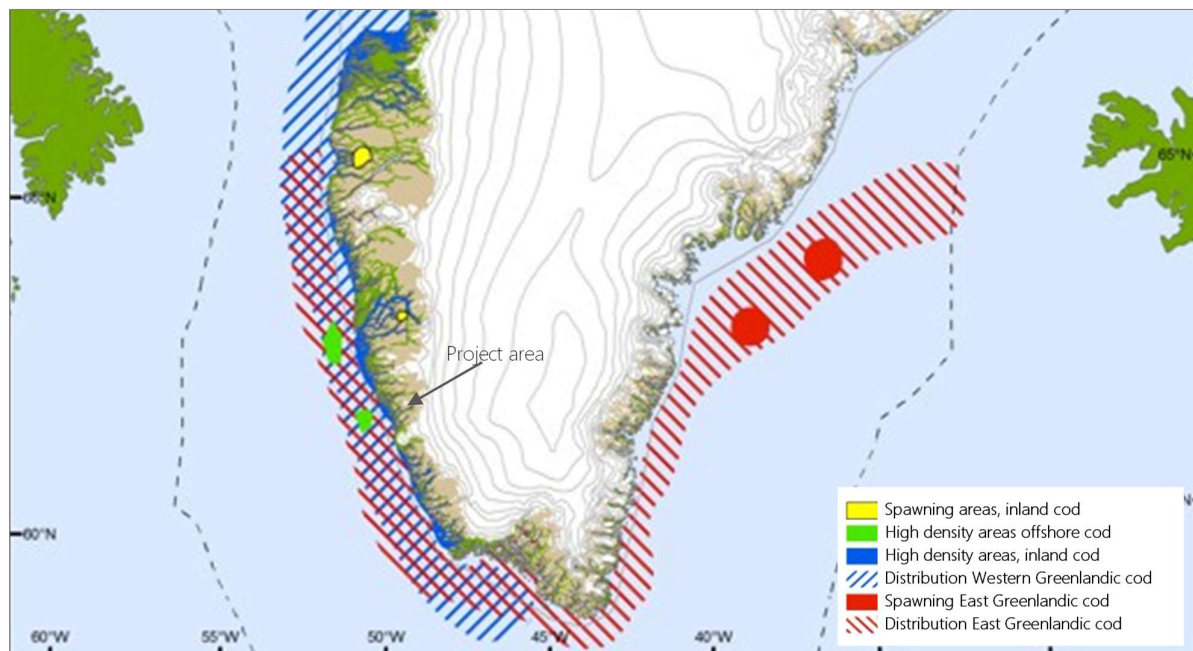 65°N
65°N
Project area
60°N
Spawning areas, inland cod
High density areas offshore cod
High density areas, inland cod
Distribution Western Greenlandic cod
Spawning East Greenlandic cod
Distribution East Greenlandic cod
60°W
55°W
50°W
45°W
40°W